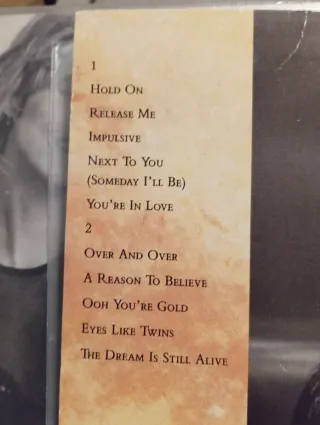 1
HOLD ON
RELEASE ME
IMPULSIVE
NEXT TO YOU
(SOMEDAY I'LL BE)
YOU'RE IN LOVE
2
OVER AND OVER
A REASON TO BELIEVE
OOH YOU'RE GOLD
EYES LIKE TWINS
THE DREAM IS STILL ALIVE